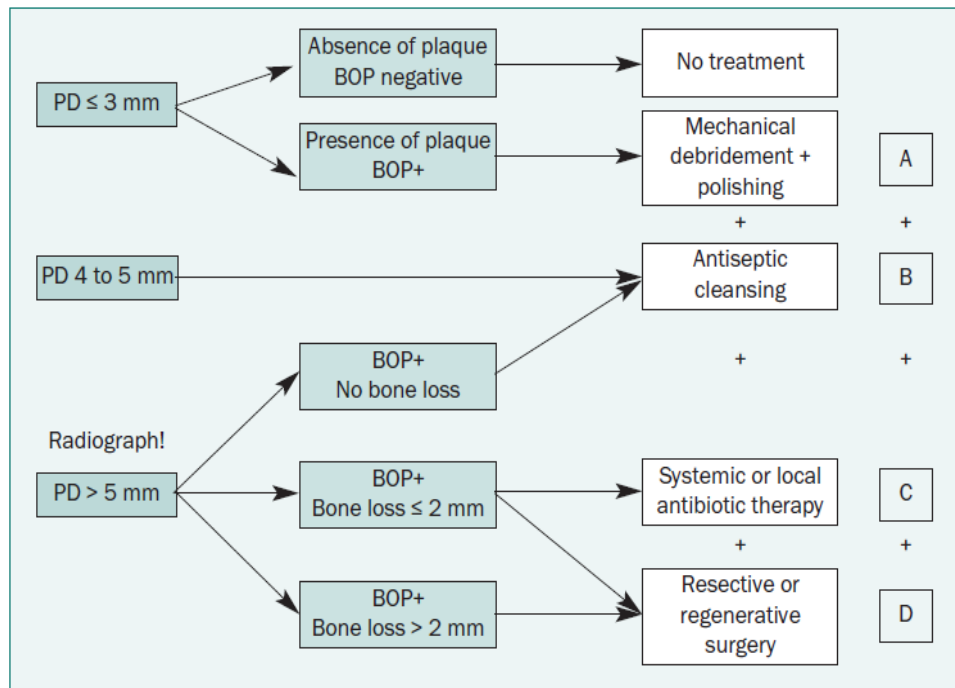 Absence of plaque
BOP negative
No treatment
PD ≤ 3 mm
Presence of plaque
BOP+
Mechanical
debridement +
polishing
A
+
+
PD 4 to 5 mm
Antiseptic
cleansing
B
BOP+
No bone loss
+
+
Radiograph!
PD > 5 mm
BOP+
Bone loss ≤ 2 mm
Systemic or local
antibiotic therapy
C
+
+
BOP+
Bone loss > 2 mm
Resective or
regenerative
surgery
D